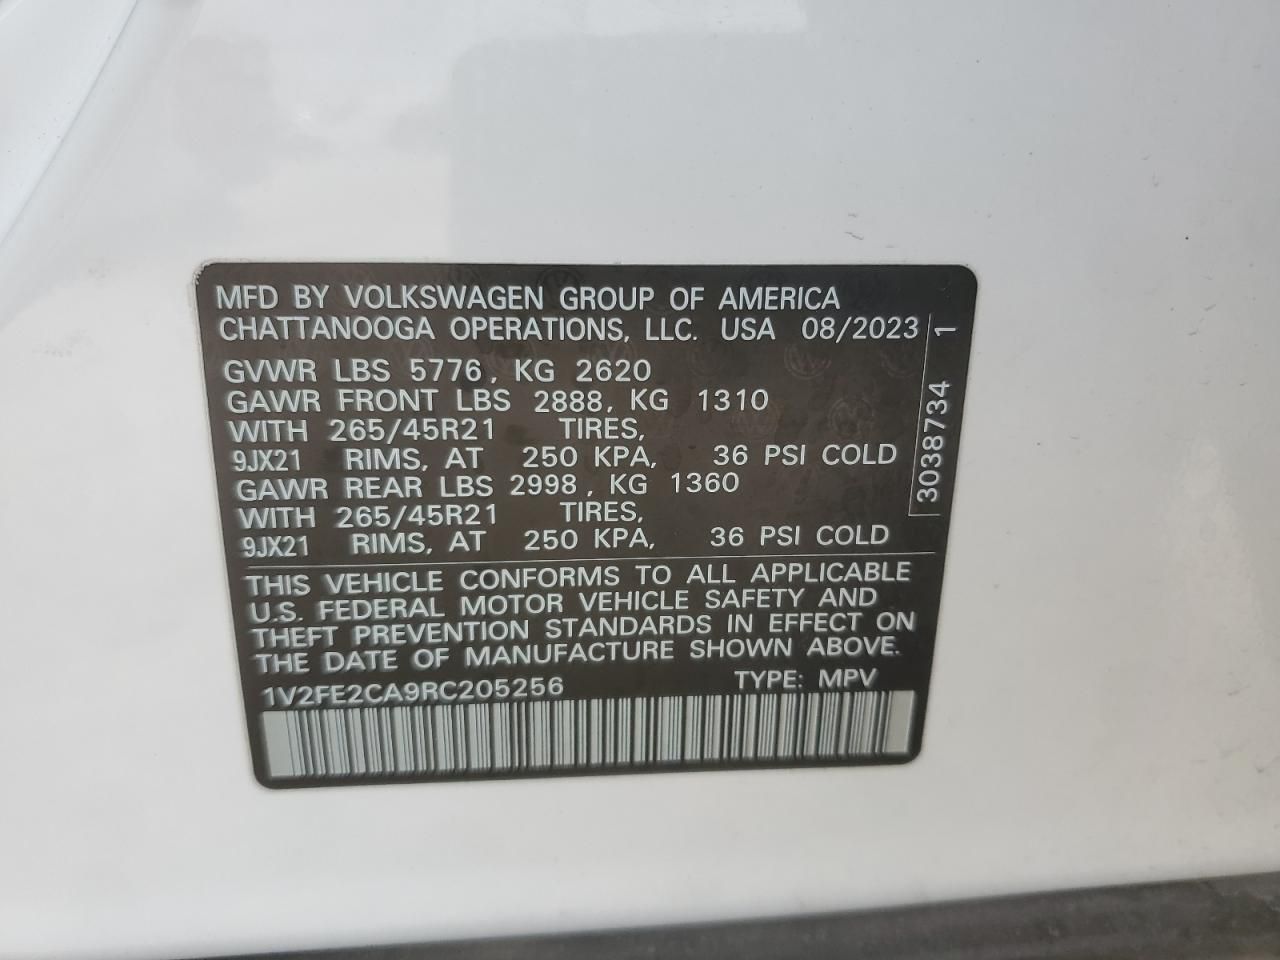 MFD BY VOLKSWAGEN GROUP OF AMERICA
CHATTANOOGA OPERATIONS, LLC. USA 08/2023
GVWR LBS 5776, KG 2620
GAWR FRONT LBS 2888, KG 1310
WITH 265/45R21 TIRES,
9JX21 RIMS, AT 250 KPA, 36 PSI COLD
GAWR REAR LBS 2998, KG 1360
WITH 265/45R21 TIRES,
9JX21 RIMS, AT 250 KPA, 36 PSI COLD
3038734 1
THIS VEHICLE CONFORMS TO ALL APPLICABLE
U.S. FEDERAL MOTOR VEHICLE SAFETY AND
THEFT PREVENTION STANDARDS IN EFFECT ON
THE DATE OF MANUFACTURE SHOWN ABOVE.
1V2FE2CA9RC205256 TYPE: MPV